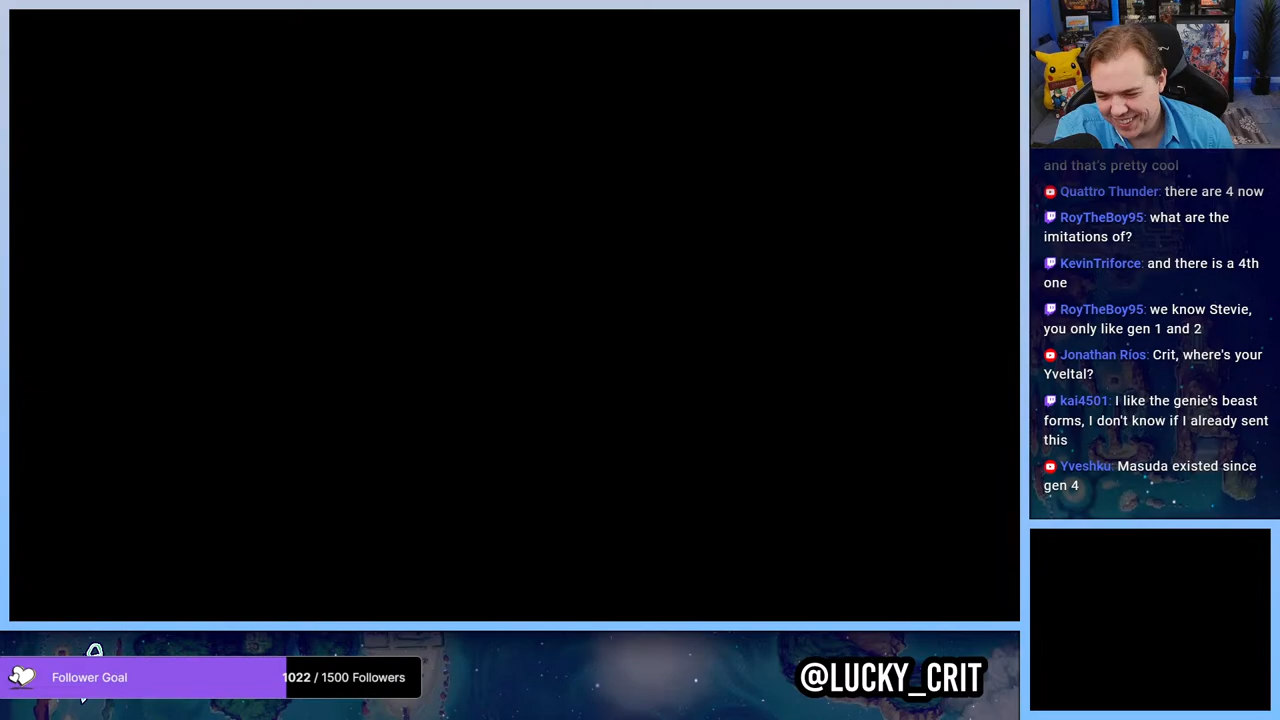 and that's pretty cool
Quattro Thunder: there are 4 now
RoyTheBoy95: what are the
imitations of?
KevinTriforce: and there is a 4th
one
RoyTheBoy95: we know Stevie,
you only like gen 1 and 2
Jonathan Ríos: Crit, where's your
Yveltal?
kai4501: I like the genie's beast
forms, I don't know if I already sent
this
Yveshku: Masuda existed since
gen 4
Follower Goal
1022 / 1500 Followers
@LUCKY_CRIT